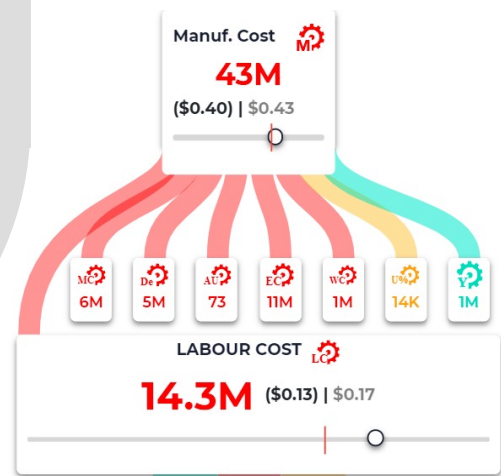 Manuf. Cost M
43M
($0.40) | $0.43
MC De AU EC WC U% Y
6M 5M 73 11M 1M 14K 1M
LABOUR COST LC
14.3M ($0.13) | $0.17